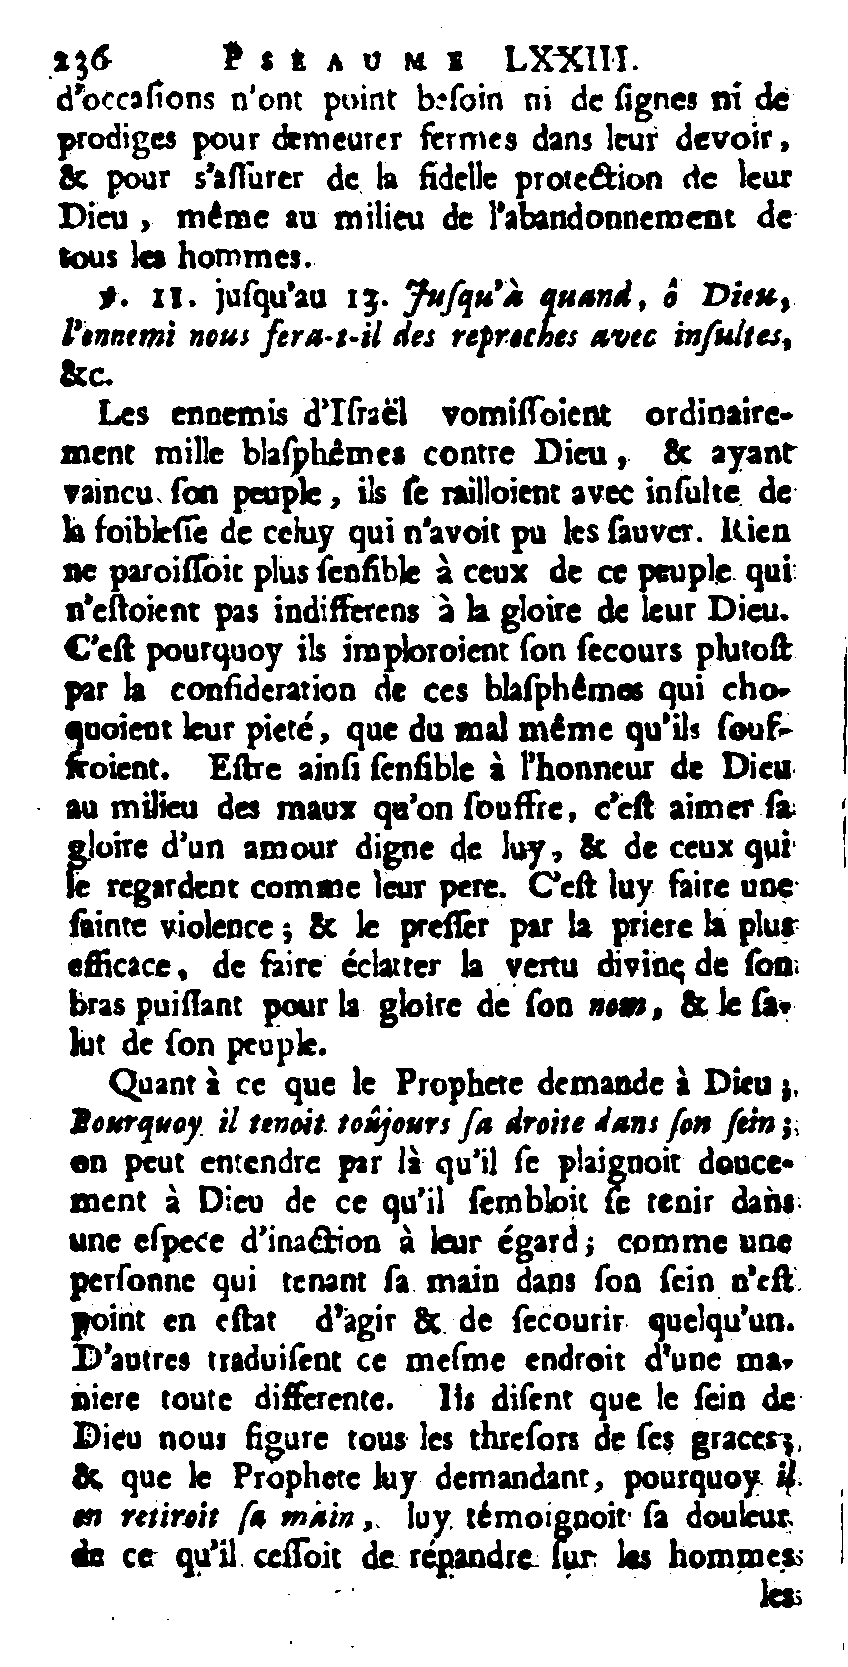 236 PSEAUME LXXIII.
d'occaſions n'ont point beſoin ni de ſignes ni de
prodiges pour demeurer fermes dans leur devoir,
& pour s'aſſurer de la fidelle protection de leur
Dieu, même au milieu de l'abandonnement de
tous les hommes.
℣. 11. juſqu'au 13. Juſqu'à quand, ô Dieu,
l'ennemi nous fera-t-il des reproches avec inſultes,
&c.
Les ennemis d'Iſraël vomiſſoient ordinaire-
ment mille blaſphêmes contre Dieu, & ayant
vaincu ſon peuple, ils ſe railloient avec inſulte de
la foibleſſe de celuy qui n'avoit pu les ſauver. Rien
ne paroiſſoit plus ſenſible à ceux de ce peuple qui
n'eſtoient pas indifferens à la gloire de leur Dieu.
C'eſt pourquoy ils imploroient ſon ſecours plutoſt
par la conſideration de ces blaſphêmes qui cho-
quoient leur pieté, que du mal même qu'ils ſouf-
froient. Eſtre ainſi ſenſible à l'honneur de Dieu
au milieu des maux qu'on ſouffre, c'eſt aimer ſa
gloire d'un amour digne de luy, & de ceux qui
le regardent comme leur pere. C'eſt luy faire une
ſainte violence; & le preſſer par la priere la plus
efficace, de faire éclatter la vertu divine de ſon
bras puiſſant pour la gloire de ſon nom, & le ſa-
lut de ſon peuple.
Quant à ce que le Prophete demande à Dieu;
Pourquoy il tenoit toûjours ſa droite dans ſon ſein;
on peut entendre par là qu'il ſe plaignoit douce-
ment à Dieu de ce qu'il ſembloit ſe tenir dans
une eſpece d'inaction à leur égard; comme une
perſonne qui tenant ſa main dans ſon ſein n'eſt
point en eſtat d'agir & de ſecourir quelqu'un.
D'autres traduiſent ce meſme endroit d'une ma-
niere toute differente. Ils diſent que le ſein de
Dieu nous figure tous les threſors de ſes graces;
& que le Prophete luy demandant, pourquoy il
en retiroit ſa main, luy témoignoit ſa douleur
de ce qu'il ceſſoit de répandre ſur les hommes
les